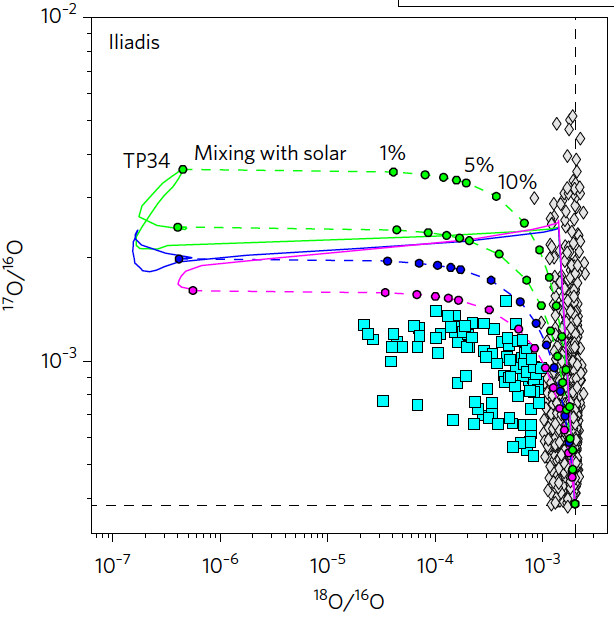 10⁻²
Iliadis
TP34
Mixing with solar
1%
5%
10%
¹⁷O/¹⁶O
10⁻³
10⁻⁷
10⁻⁶
10⁻⁵
10⁻⁴
10⁻³
¹⁸O/¹⁶O